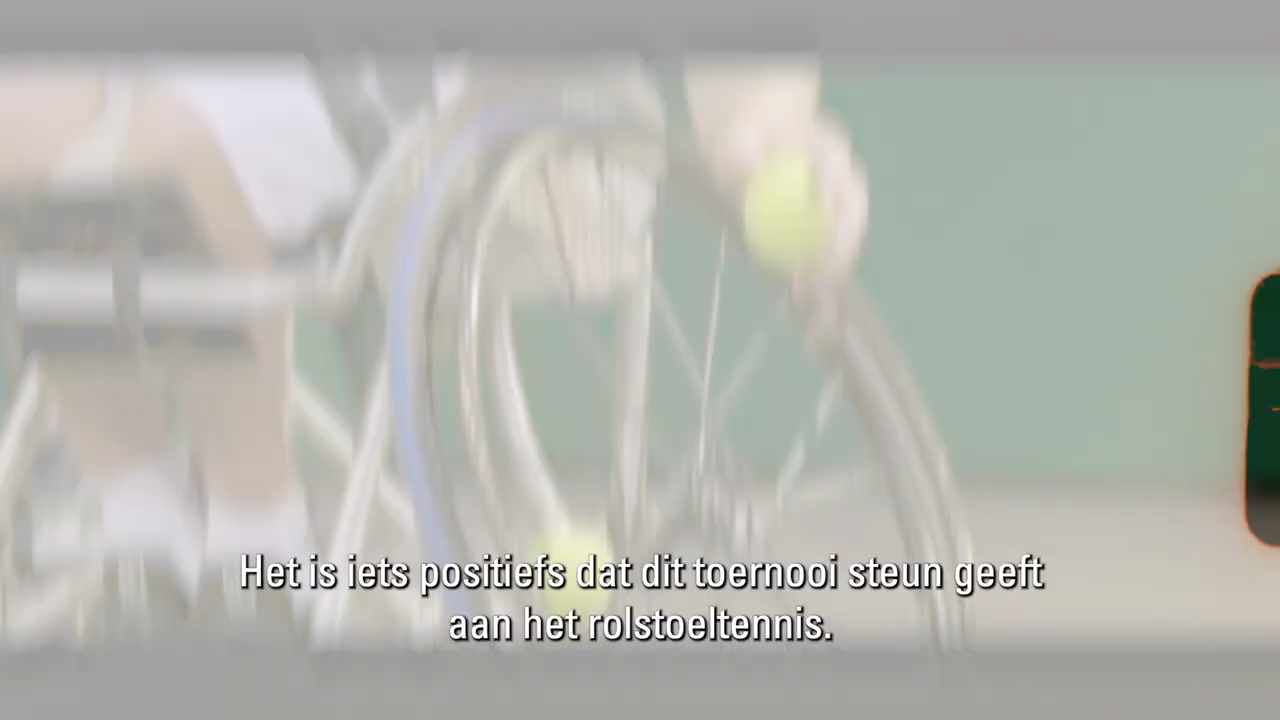 Het is iets positiefs dat dit toernooi steun geeft
aan het rolstoeltennis.